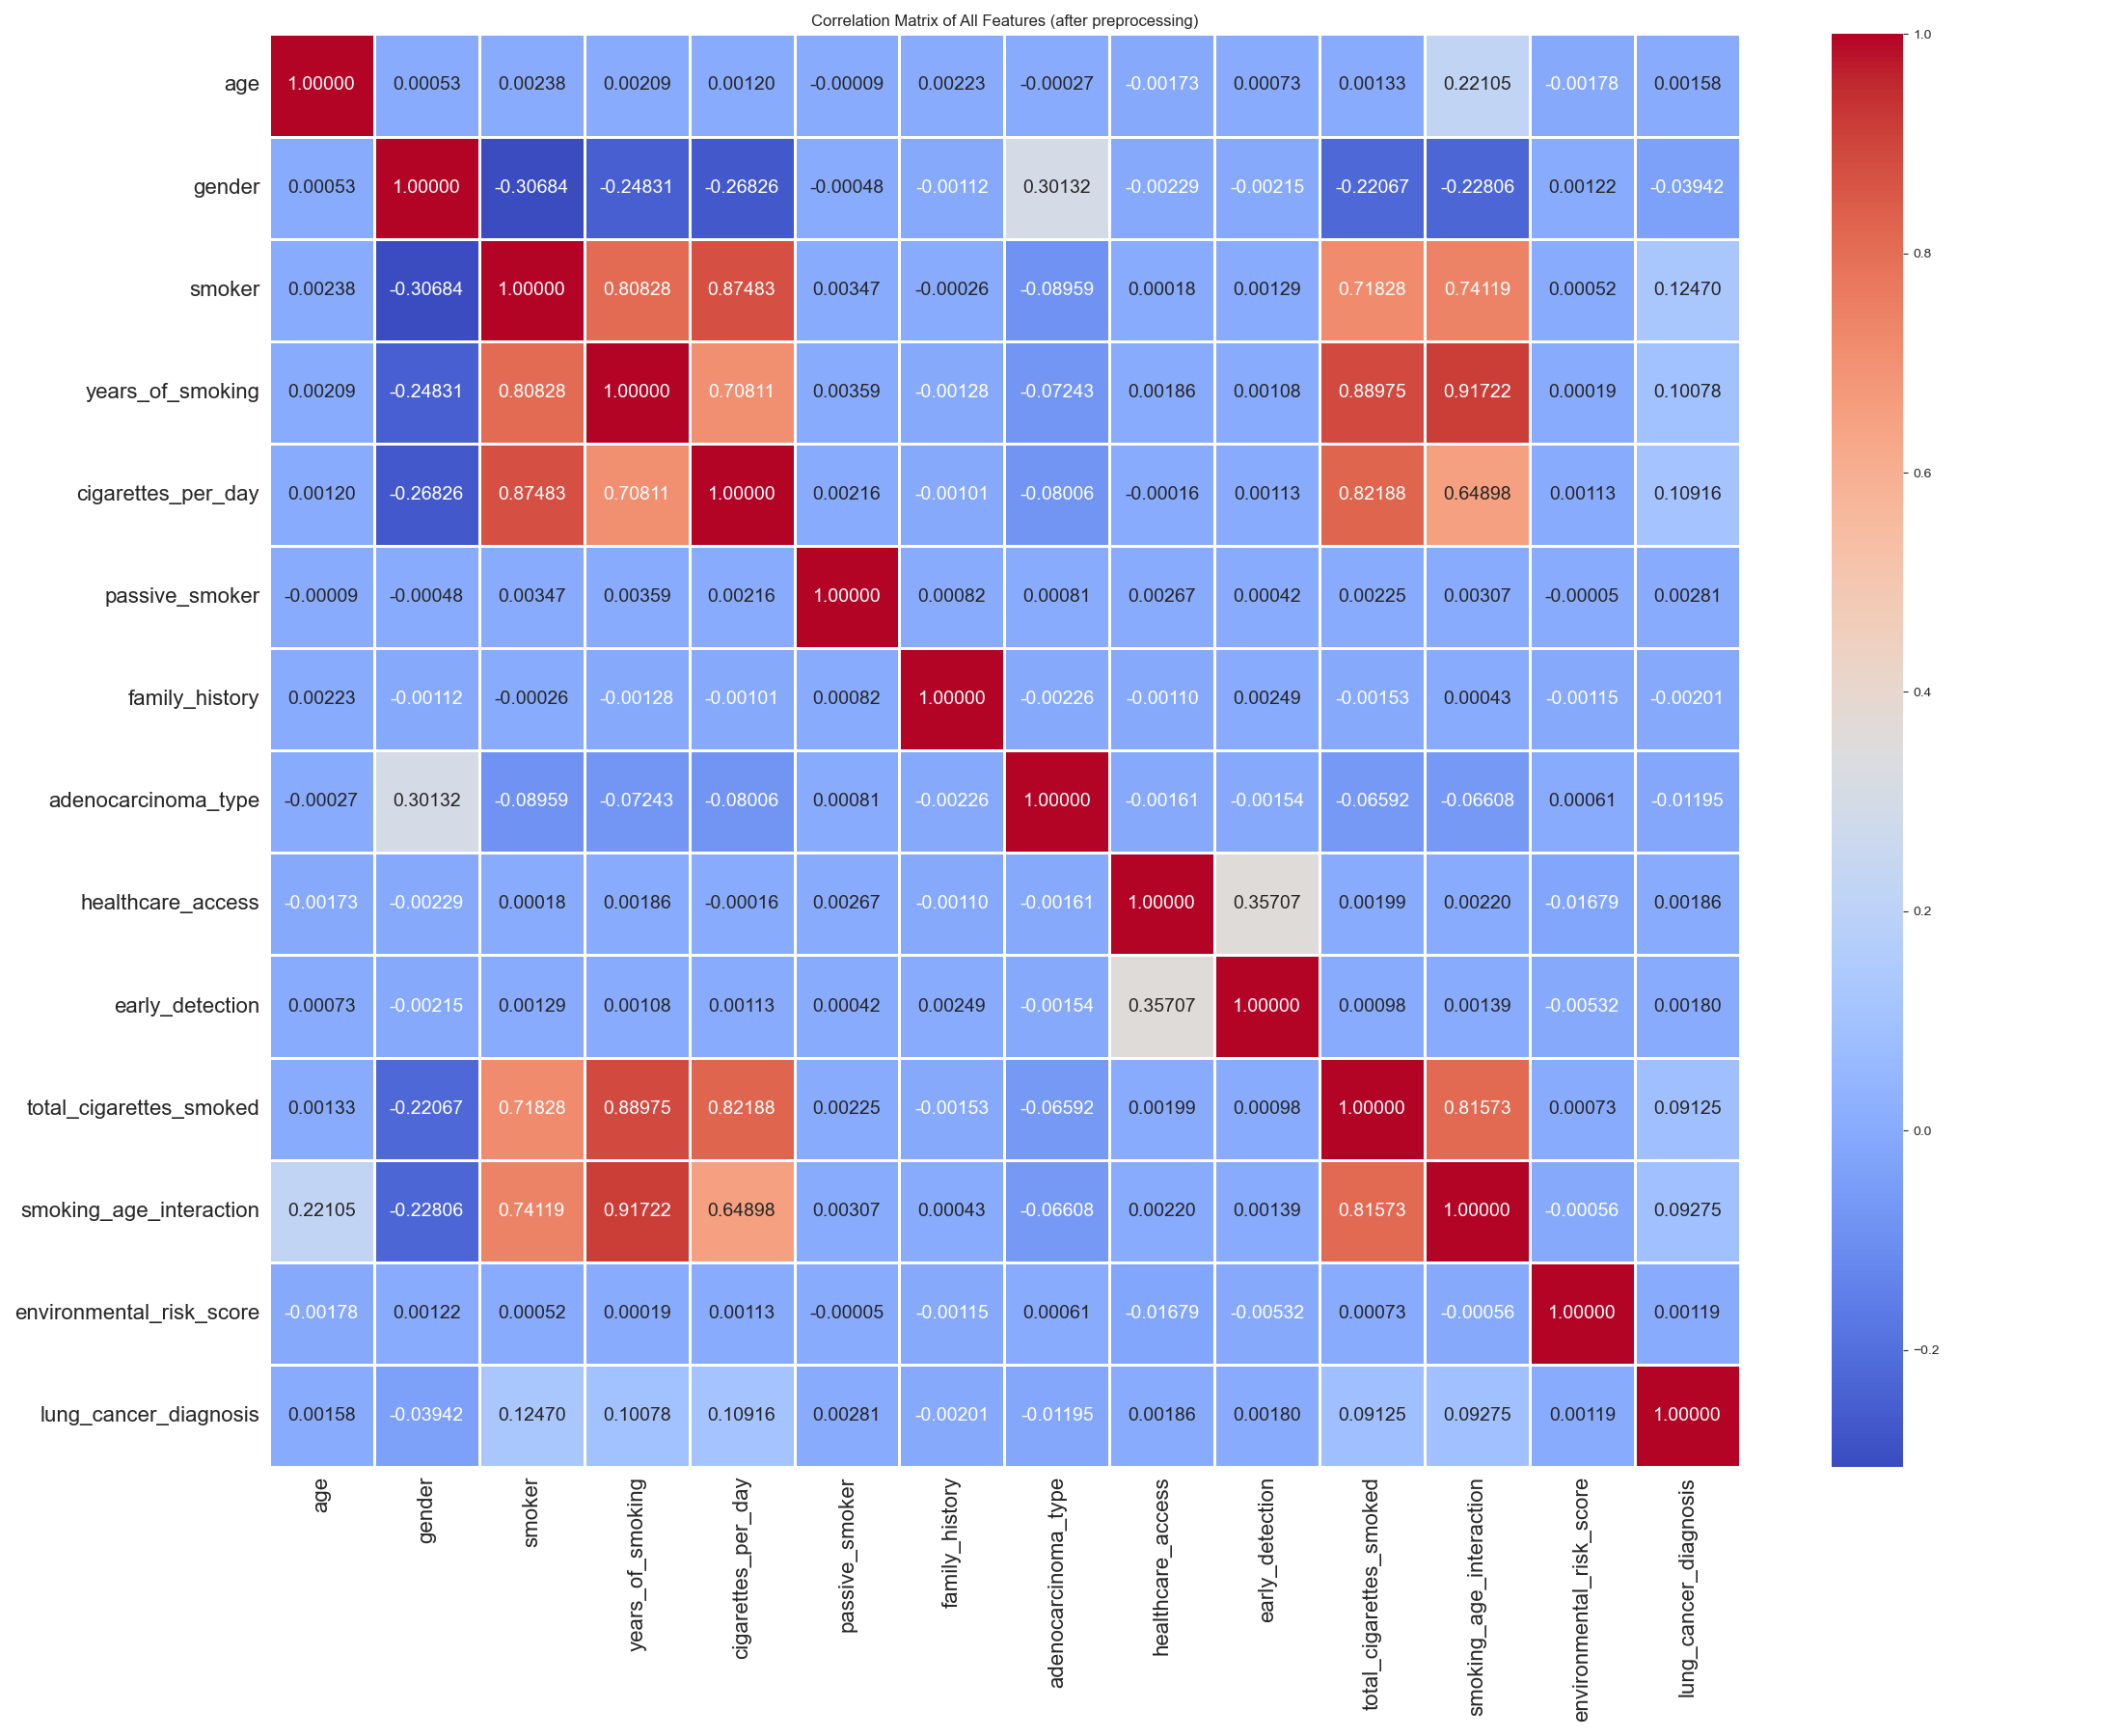 Correlation Matrix of All Features (after preprocessing)
age 1.00000 0.00053 0.00238 0.00209 0.00120 -0.00009 0.00223 -0.00027 -0.00173 0.00073 0.00133 0.22105 -0.00178 0.00158
gender 0.00053 1.00000 -0.30684 -0.24831 -0.26826 -0.00048 -0.00112 0.30132 -0.00229 -0.00215 -0.22067 -0.22806 0.00122 -0.03942
smoker 0.00238 -0.30684 1.00000 0.80828 0.87483 0.00347 -0.00026 -0.08959 0.00018 0.00129 0.71828 0.74119 0.00052 0.12470
years_of_smoking 0.00209 -0.24831 0.80828 1.00000 0.70811 0.00359 -0.00128 -0.07243 0.00186 0.00108 0.88975 0.91722 0.00019 0.10078
cigarettes_per_day 0.00120 -0.26826 0.87483 0.70811 1.00000 0.00216 -0.00101 -0.08006 -0.00016 0.00113 0.82188 0.64898 0.00113 0.10916
passive_smoker -0.00009 -0.00048 0.00347 0.00359 0.00216 1.00000 0.00082 0.00081 0.00267 0.00042 0.00225 0.00307 -0.00005 0.00281
family_history 0.00223 -0.00112 -0.00026 -0.00128 -0.00101 0.00082 1.00000 -0.00226 -0.00110 0.00249 -0.00153 0.00043 -0.00115 -0.00201
adenocarcinoma_type -0.00027 0.30132 -0.08959 -0.07243 -0.08006 0.00081 -0.00226 1.00000 -0.00161 -0.00154 -0.06592 -0.06608 0.00061 -0.01195
healthcare_access -0.00173 -0.00229 0.00018 0.00186 -0.00016 0.00267 -0.00110 -0.00161 1.00000 0.35707 0.00199 0.00220 -0.01679 0.00186
early_detection 0.00073 -0.00215 0.00129 0.00108 0.00113 0.00042 0.00249 -0.00154 0.35707 1.00000 0.00098 0.00139 -0.00532 0.00180
total_cigarettes_smoked 0.00133 -0.22067 0.71828 0.88975 0.82188 0.00225 -0.00153 -0.06592 0.00199 0.00098 1.00000 0.81573 0.00073 0.09125
smoking_age_interaction 0.22105 -0.22806 0.74119 0.91722 0.64898 0.00307 0.00043 -0.06608 0.00220 0.00139 0.81573 1.00000 -0.00056 0.09275
environmental_risk_score -0.00178 0.00122 0.00052 0.00019 0.00113 -0.00005 -0.00115 0.00061 -0.01679 -0.00532 0.00073 -0.00056 1.00000 0.00119
lung_cancer_diagnosis 0.00158 -0.03942 0.12470 0.10078 0.10916 0.00281 -0.00201 -0.01195 0.00186 0.00180 0.09125 0.09275 0.00119 1.00000
age
gender
smoker
years_of_smoking
cigarettes_per_day
passive_smoker
family_history
adenocarcinoma_type
healthcare_access
early_detection
total_cigarettes_smoked
smoking_age_interaction
environmental_risk_score
lung_cancer_diagnosis
1.0
0.8
0.6
0.4
0.2
0.0
−0.2